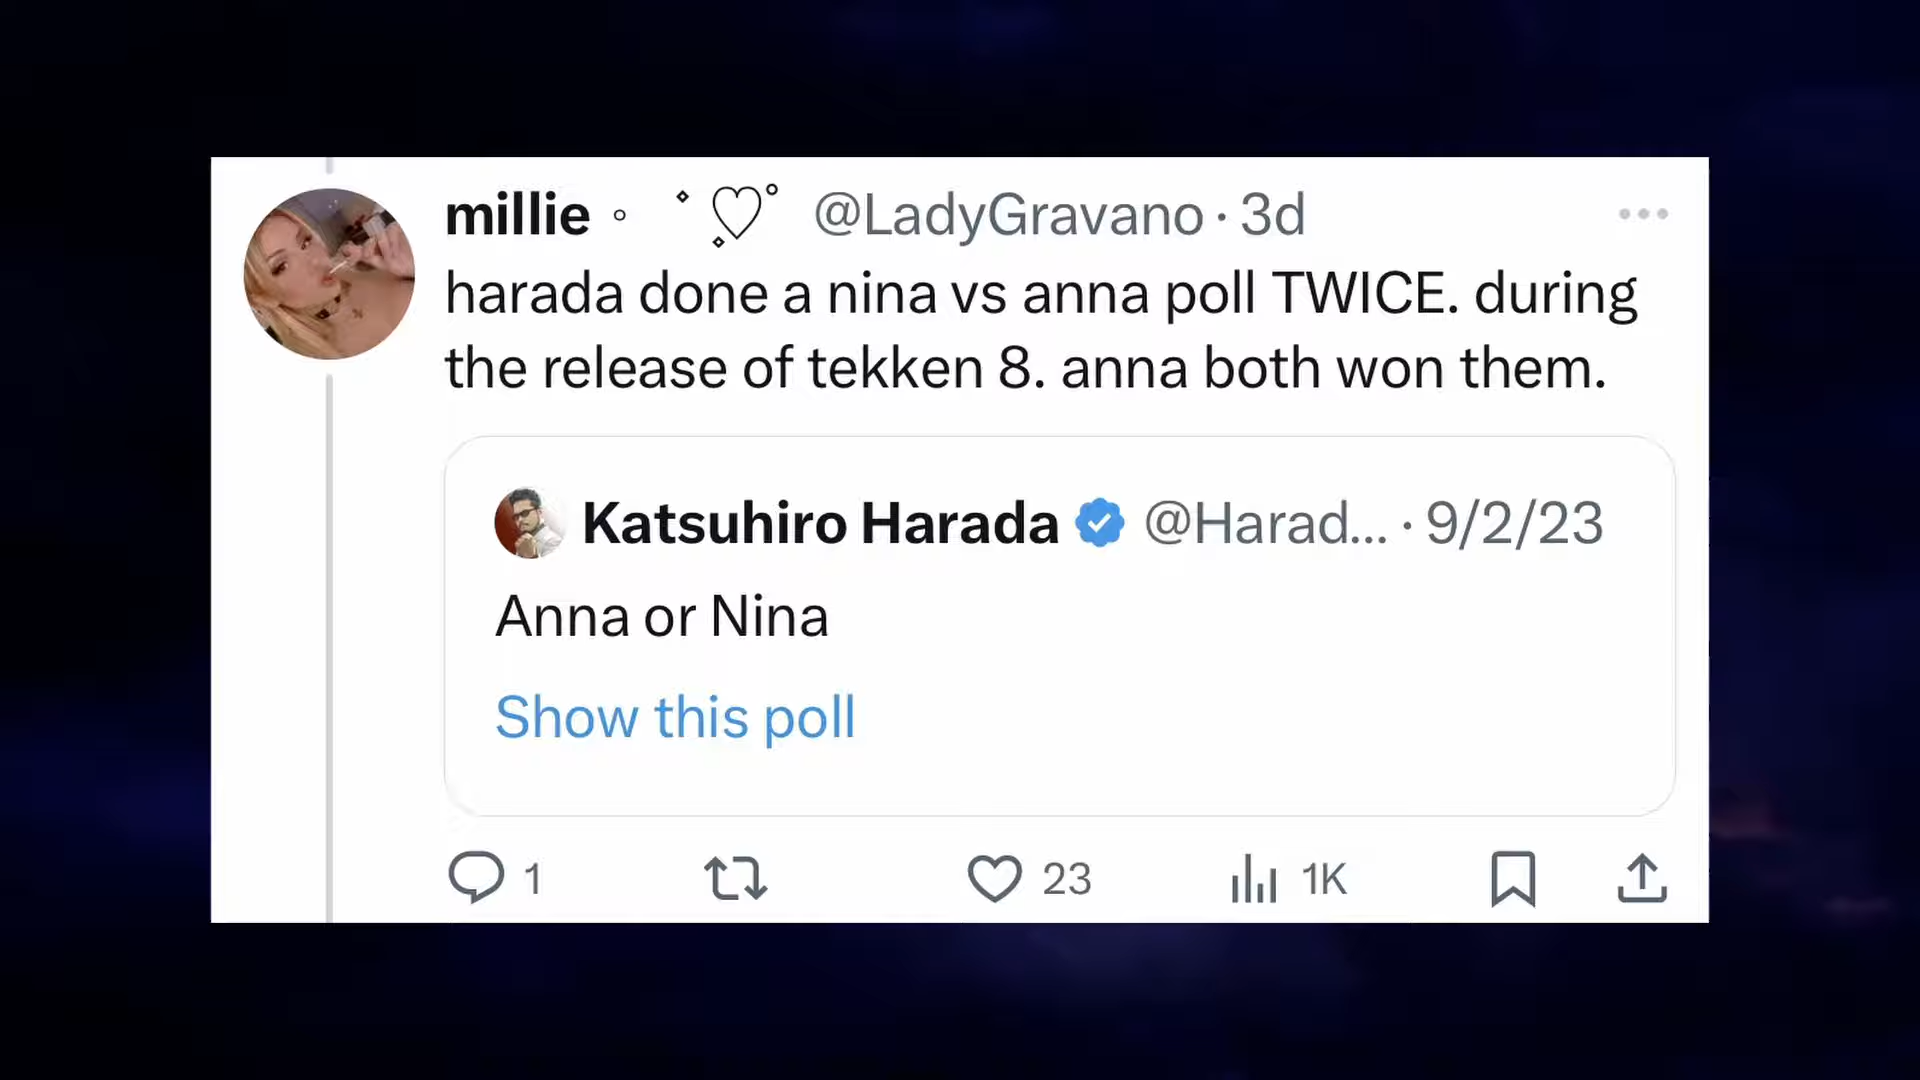 millie ◦ ˚ ♡ ˚ @LadyGravano · 3d
harada done a nina vs anna poll TWICE. during
the release of tekken 8. anna both won them.
Katsuhiro Harada @Harad... · 9/2/23
Anna or Nina
Show this poll
1 23 1K